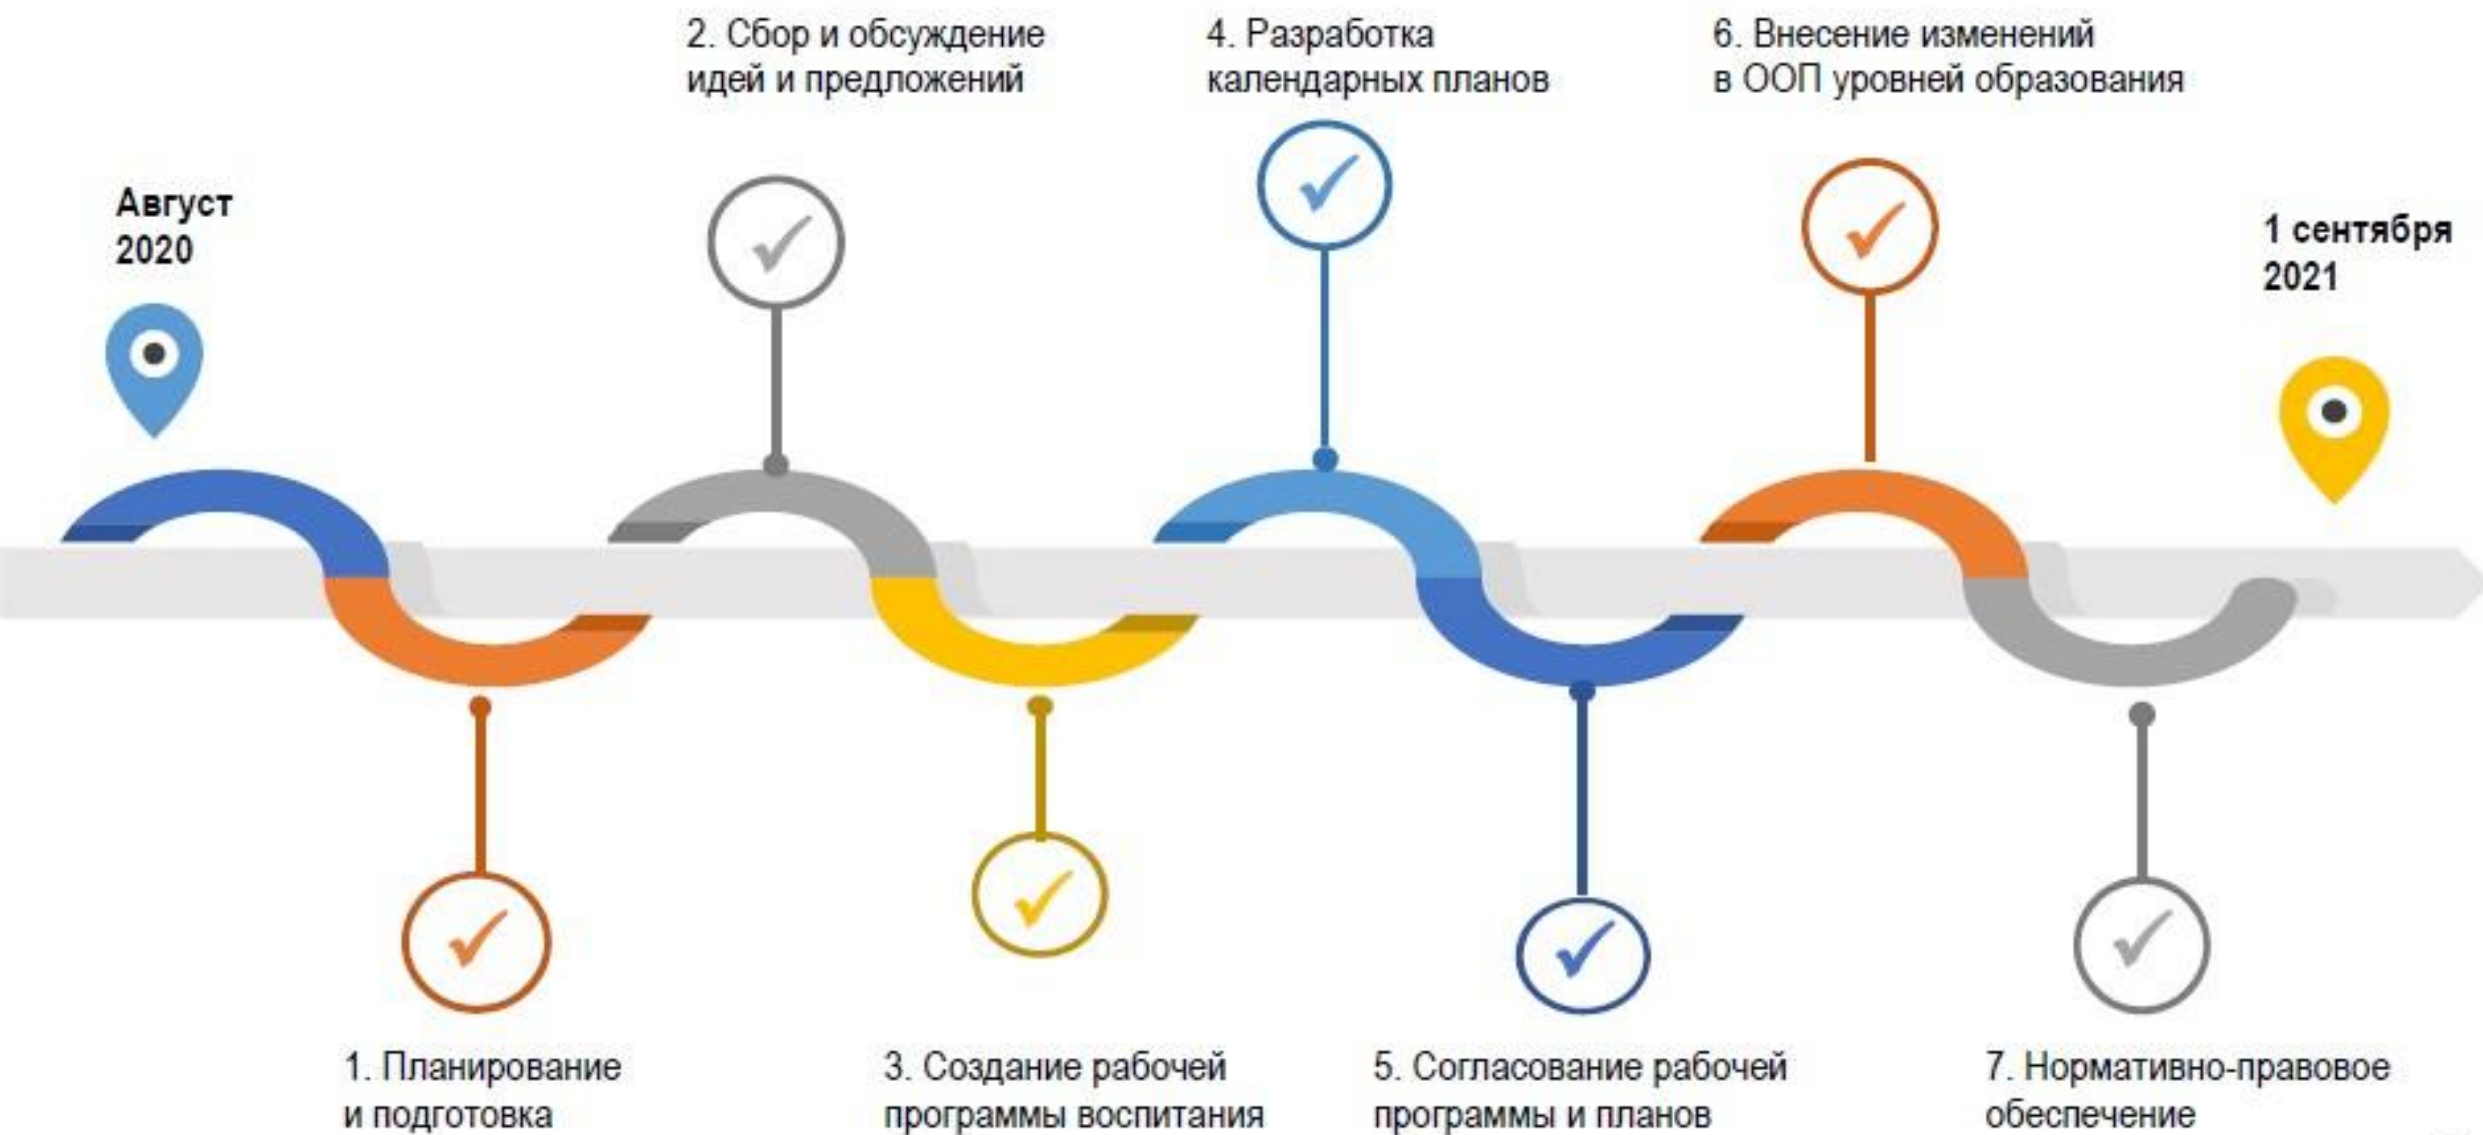 2. Сбор и обсуждение
идей и предложений
4. Разработка
календарных планов
6. Внесение изменений
в ООП уровней образования
Август
2020
1 сентября
2021
1. Планирование
и подготовка
3. Создание рабочей
программы воспитания
5. Согласование рабочей
программы и планов
7. Нормативно-правовое
обеспечение